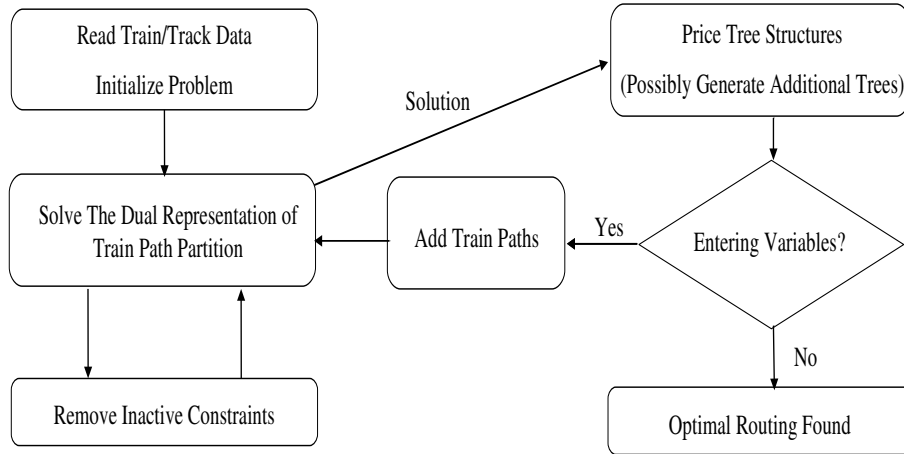 Read Train/Track Data
Initialize Problem
Price Tree Structures
(Possibly Generate Additional Trees)
Solution
Solve The Dual Representation of
Train Path Partition
Add Train Paths
Yes
Entering Variables?
No
Remove Inactive Constraints
Optimal Routing Found